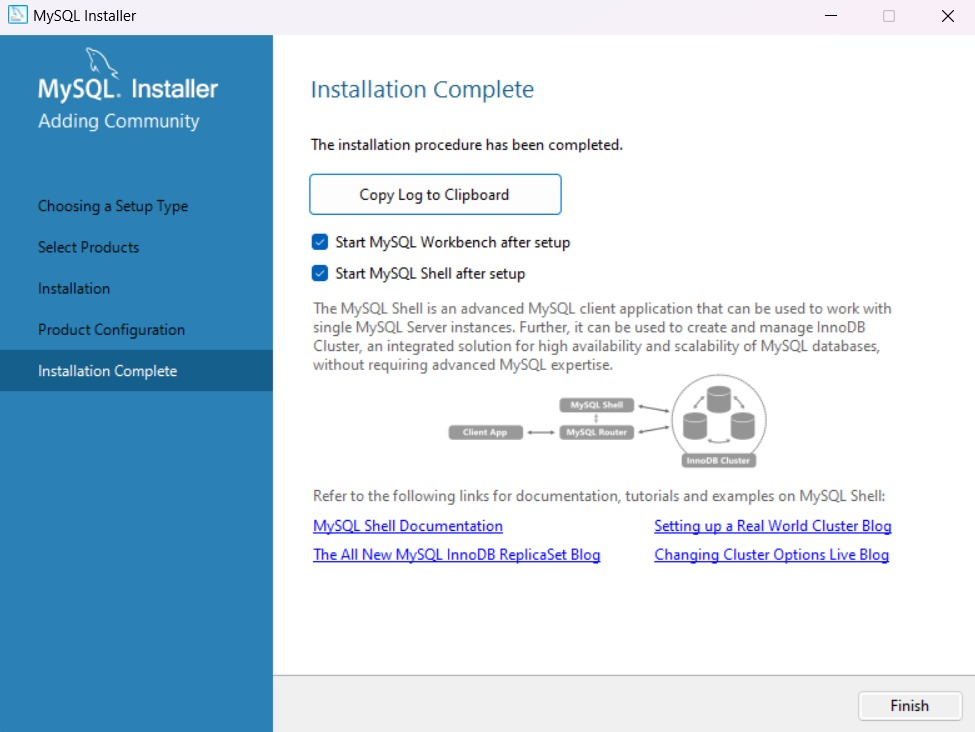 MySQL Installer
MySQL. Installer
Adding Community
Choosing a Setup Type
Select Products
Installation
Product Configuration
Installation Complete
Installation Complete
The installation procedure has been completed.
Copy Log to Clipboard
Start MySQL Workbench after setup
Start MySQL Shell after setup
The MySQL Shell is an advanced MySQL client application that can be used to work with
single MySQL Server instances. Further, it can be used to create and manage InnoDB
Cluster, an integrated solution for high availability and scalability of MySQL databases,
without requiring advanced MySQL expertise.
MySQL Shell
Client App
MySQL Router
InnoDB Cluster
Refer to the following links for documentation, tutorials and examples on MySQL Shell:
MySQL Shell Documentation
Setting up a Real World Cluster Blog
The All New MySQL InnoDB ReplicaSet Blog
Changing Cluster Options Live Blog
Finish